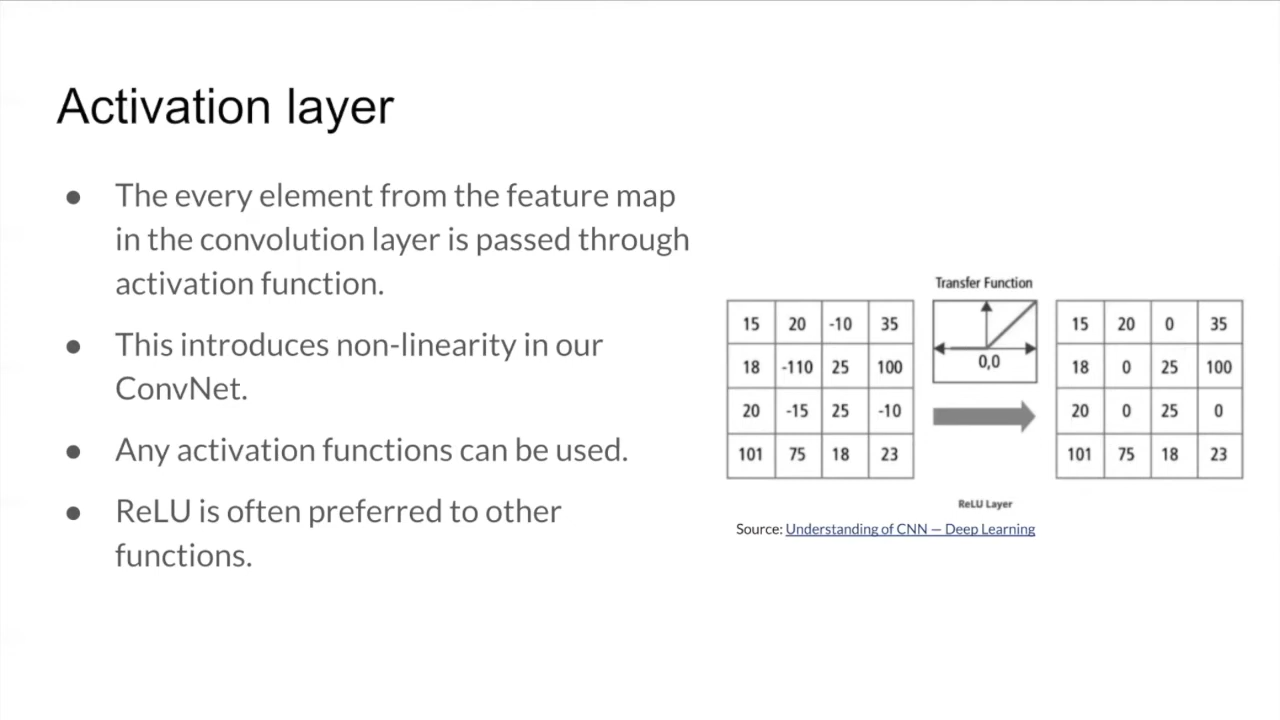 Activation layer
● The every element from the feature map
in the convolution layer is passed through
activation function.
● This introduces non-linearity in our
ConvNet.
● Any activation functions can be used.
● ReLU is often preferred to other
functions.
15 20 -10 35
18 -110 25 100
20 -15 25 -10
101 75 18 23
Transfer Function
0,0
15 20 0 35
18 0 25 100
20 0 25 0
101 75 18 23
ReLU Layer
Source: Understanding of CNN — Deep Learning